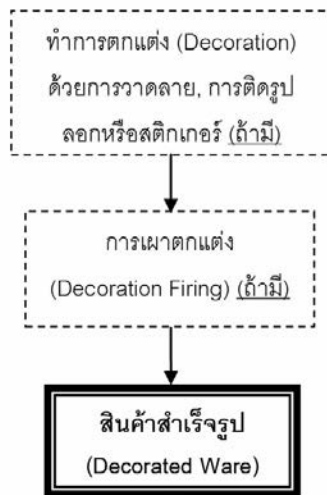 ทำการตกแต่ง (Decoration)
ด้วยการวาดลาย, การติดรูป
ลอกหรือสติกเกอร์ (ถ้ามี)
การเผาตกแต่ง
(Decoration Firing) (ถ้ามี)
สินค้าสำเร็จรูป
(Decorated Ware)